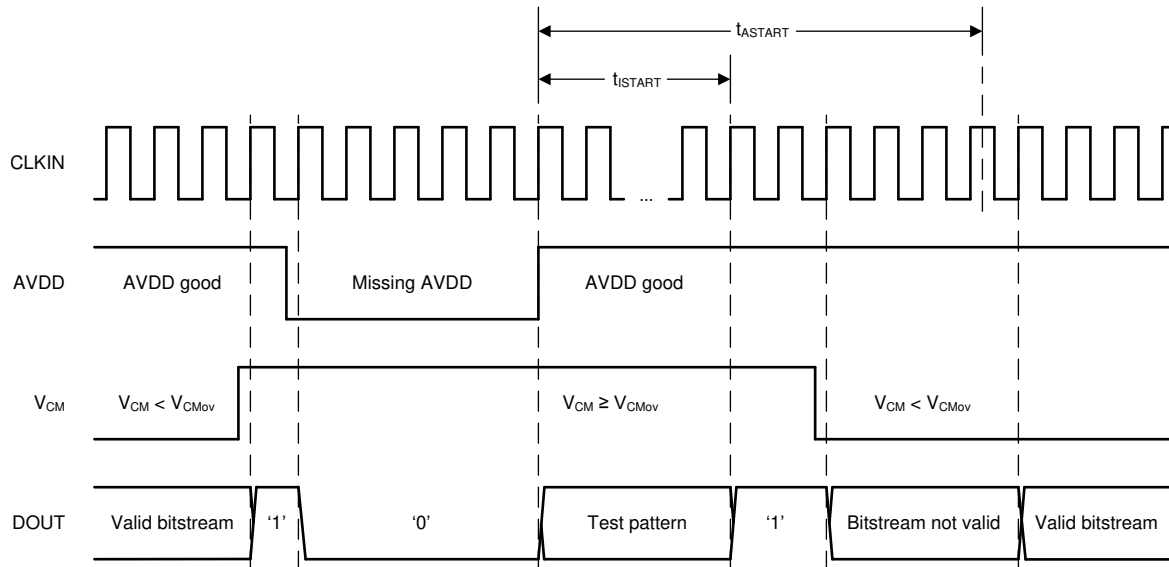 tASTART
tISTART
CLKIN
...
AVDD
AVDD good
Missing AVDD
AVDD good
VCM
VCM < VCMov
VCM ≥ VCMov
VCM < VCMov
DOUT
Valid bitstream
‘1’
‘0’
Test pattern
‘1’
Bitstream not valid
Valid bitstream